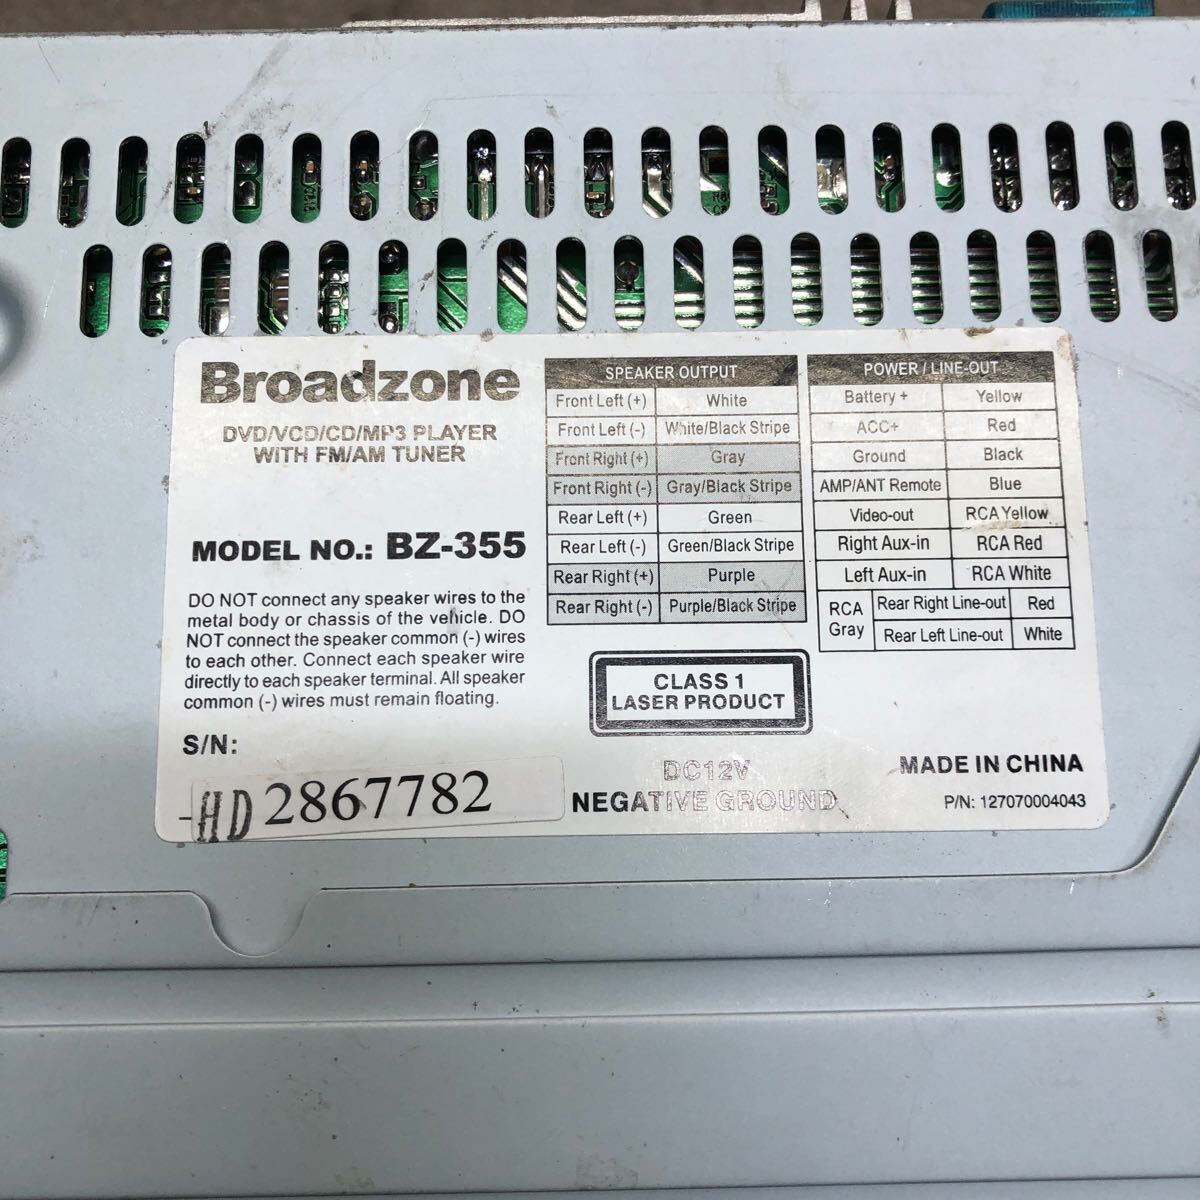 Broadzone
DVD/VCD/CD/MP3 PLAYER
WITH FM/AM TUNER
MODEL NO.: BZ-355
DO NOT connect any speaker wires to the
metal body or chassis of the vehicle. DO
NOT connect the speaker common (-) wires
to each other. Connect each speaker wire
directly to each speaker terminal. All speaker
common (-) wires must remain floating.
S/N:
-HD 2867782
SPEAKER OUTPUT
Front Left (+) White
Front Left (-) White/Black Stripe
Front Right (+) Gray
Front Right (-) Gray/Black Stripe
Rear Left (+) Green
Rear Left (-) Green/Black Stripe
Rear Right (+) Purple
Rear Right (-) Purple/Black Stripe
POWER / LINE-OUT
Battery + Yellow
ACC+ Red
Ground Black
AMP/ANT Remote Blue
Video-out RCA Yellow
Right Aux-in RCA Red
Left Aux-in RCA White
RCA Gray
Rear Right Line-out Red
Rear Left Line-out White
CLASS 1
LASER PRODUCT
DC12V
NEGATIVE GROUND
MADE IN CHINA
P/N: 127070004043